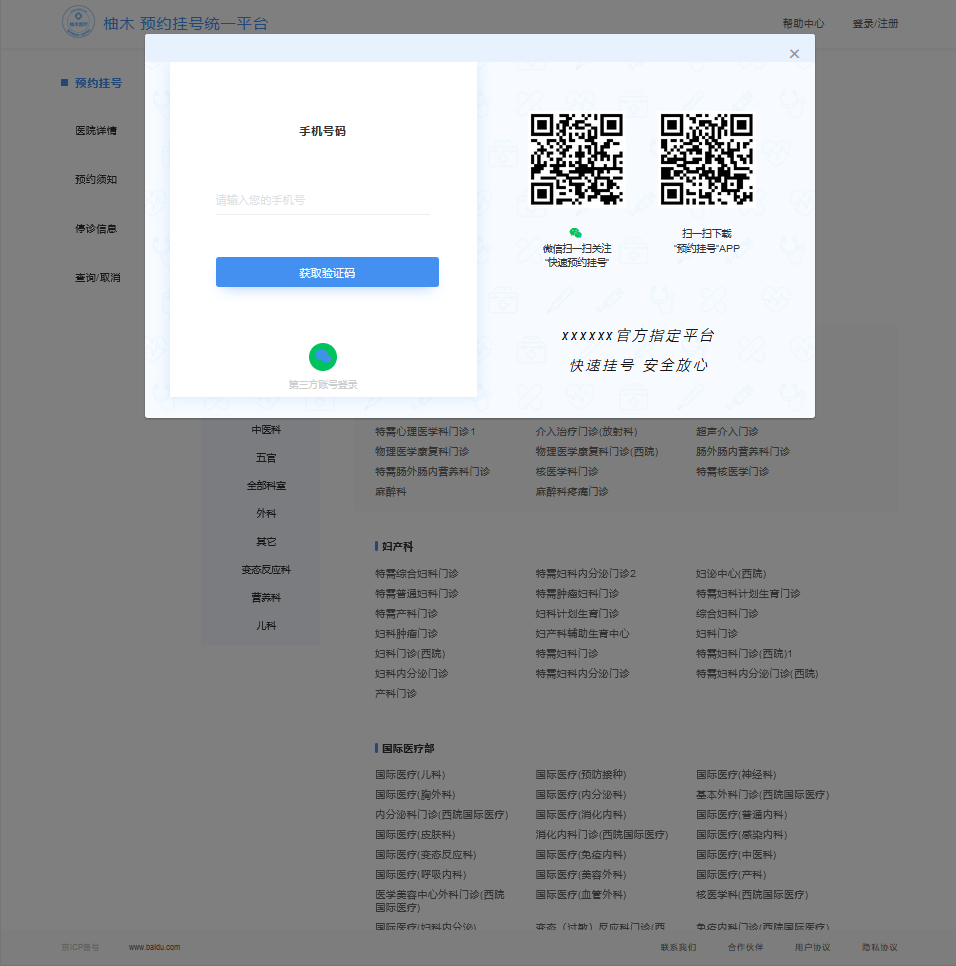 柚木 预约挂号统一平台
帮助中心
登录/注册
预约挂号
医院详情
预约须知
停诊信息
查询/取消
手机号码
请输入您的手机号
获取验证码
第三方账号登录
微信扫一扫关注
“快速预约挂号”
扫一扫下载
“预约挂号”APP
xxxxxx官方指定平台
快速挂号 安全放心
中医科
五官
全部科室
外科
其它
变态反应科
营养科
儿科
特需心理医学科门诊1
介入治疗门诊(放射科)
超声介入门诊
物理医学康复科门诊
物理医学康复科门诊(西院)
肠外肠内营养科门诊
特需肠外肠内营养科门诊
核医学科门诊
特需核医学门诊
麻醉科
麻醉科疼痛门诊
妇产科
特需综合妇科门诊
特需妇科内分泌门诊2
妇泌中心(西院)
特需普通妇科门诊
特需肿瘤妇科门诊
特需妇科计划生育门诊
特需产科门诊
妇科计划生育门诊
综合妇科门诊
妇科肿瘤门诊
妇产科辅助生育中心
妇科门诊
妇科门诊(西院)
特需妇科门诊
特需妇科门诊(西院)1
妇科内分泌门诊
特需妇科内分泌门诊
特需妇科内分泌门诊(西院)
产科门诊
国际医疗部
国际医疗(儿科)
国际医疗(预防接种)
国际医疗(神经科)
国际医疗(胸外科)
国际医疗(内分泌科)
基本外科门诊(西院国际医疗)
内分泌科门诊(西院国际医疗)
国际医疗(消化内科)
国际医疗(普通内科)
国际医疗(皮肤科)
消化内科门诊(西院国际医疗)
国际医疗(感染内科)
国际医疗(变态反应科)
国际医疗(免疫内科)
国际医疗(中医科)
国际医疗(呼吸内科)
国际医疗(美容外科)
国际医疗(产科)
医学美容中心外科门诊(西院
国际医疗)
国际医疗(血管外科)
核医学科(西院国际医疗)
国际医疗(妇科内分泌)
变态（过敏）反应科门诊(西
免疫内科门诊(西院国际医疗)
京ICP备号
www.baidu.com
联系我们
合作伙伴
用户协议
隐私协议